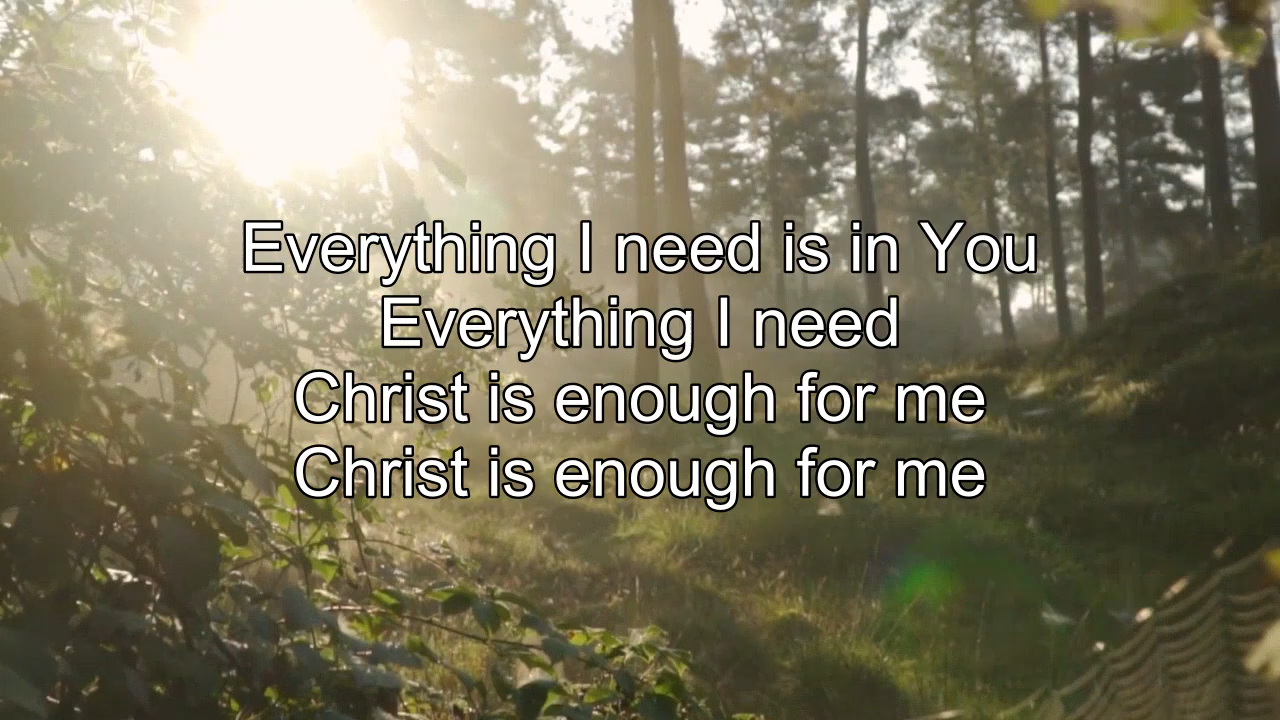 Everything I need is in You
Everything I need
Christ is enough for me
Christ is enough for me